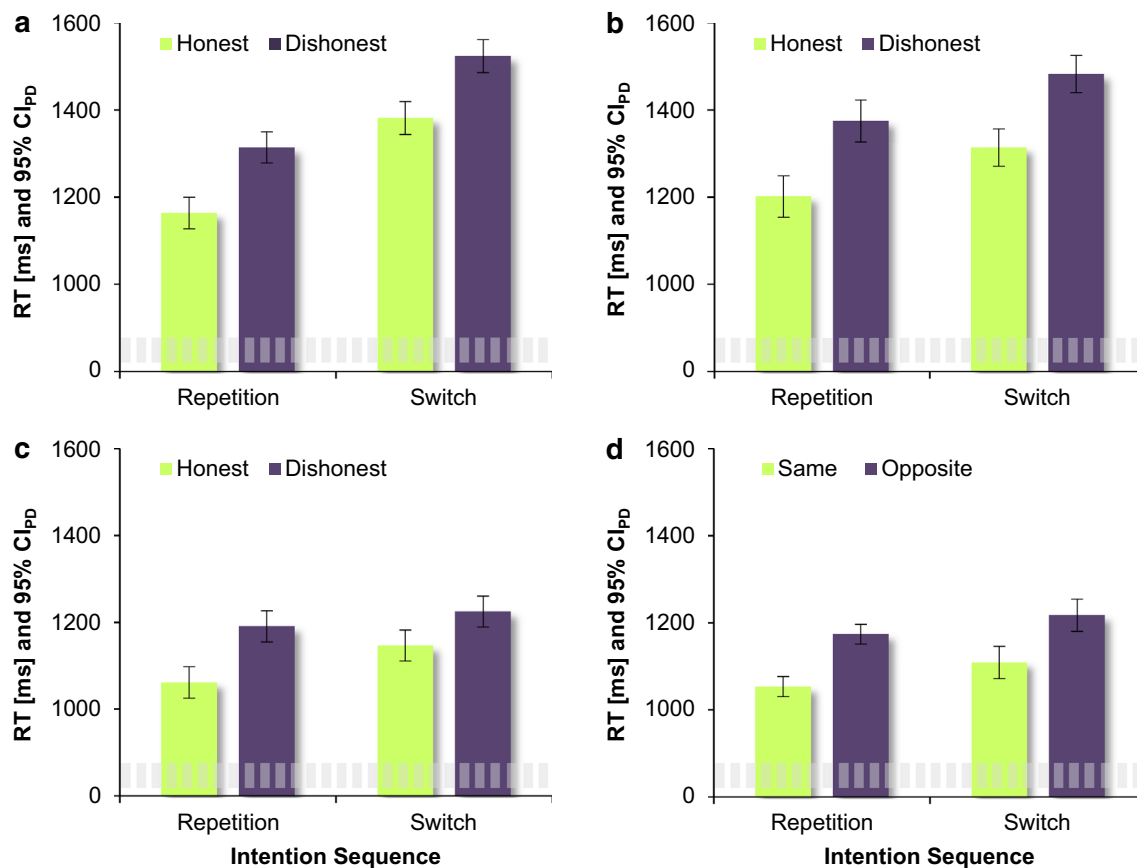 a
Honest Dishonest
RT [ms] and 95% CIPD
1600
1400
1200
1000
0
Repetition Switch
b
Honest Dishonest
RT [ms] and 95% CIPD
1600
1400
1200
1000
0
Repetition Switch
c
Honest Dishonest
RT [ms] and 95% CIPD
1600
1400
1200
1000
0
Repetition Switch
Intention Sequence
d
Same Opposite
RT [ms] and 95% CIPD
1600
1400
1200
1000
0
Repetition Switch
Intention Sequence